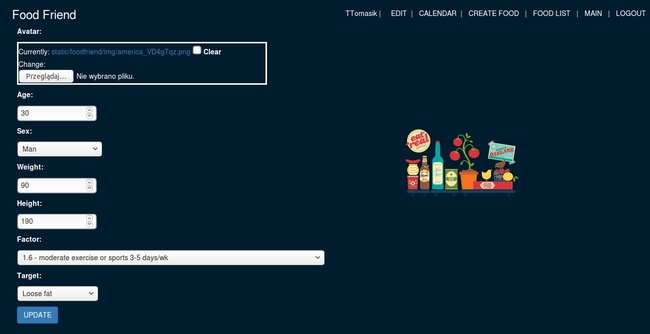 Food Friend
TTomasik | EDIT | CALENDAR | CREATE FOOD | FOOD LIST | MAIN | LOGOUT
Avatar:
Currently: static/foodfriend/img/america_VD4gTqz.png Clear
Change:
Przeglądaj... Nie wybrano pliku.
Age:
30
Sex:
Man
Weight:
90
Height:
190
Factor:
1.6 - moderate exercise or sports 3-5 days/wk
Target:
Loose fat
UPDATE
eat
real